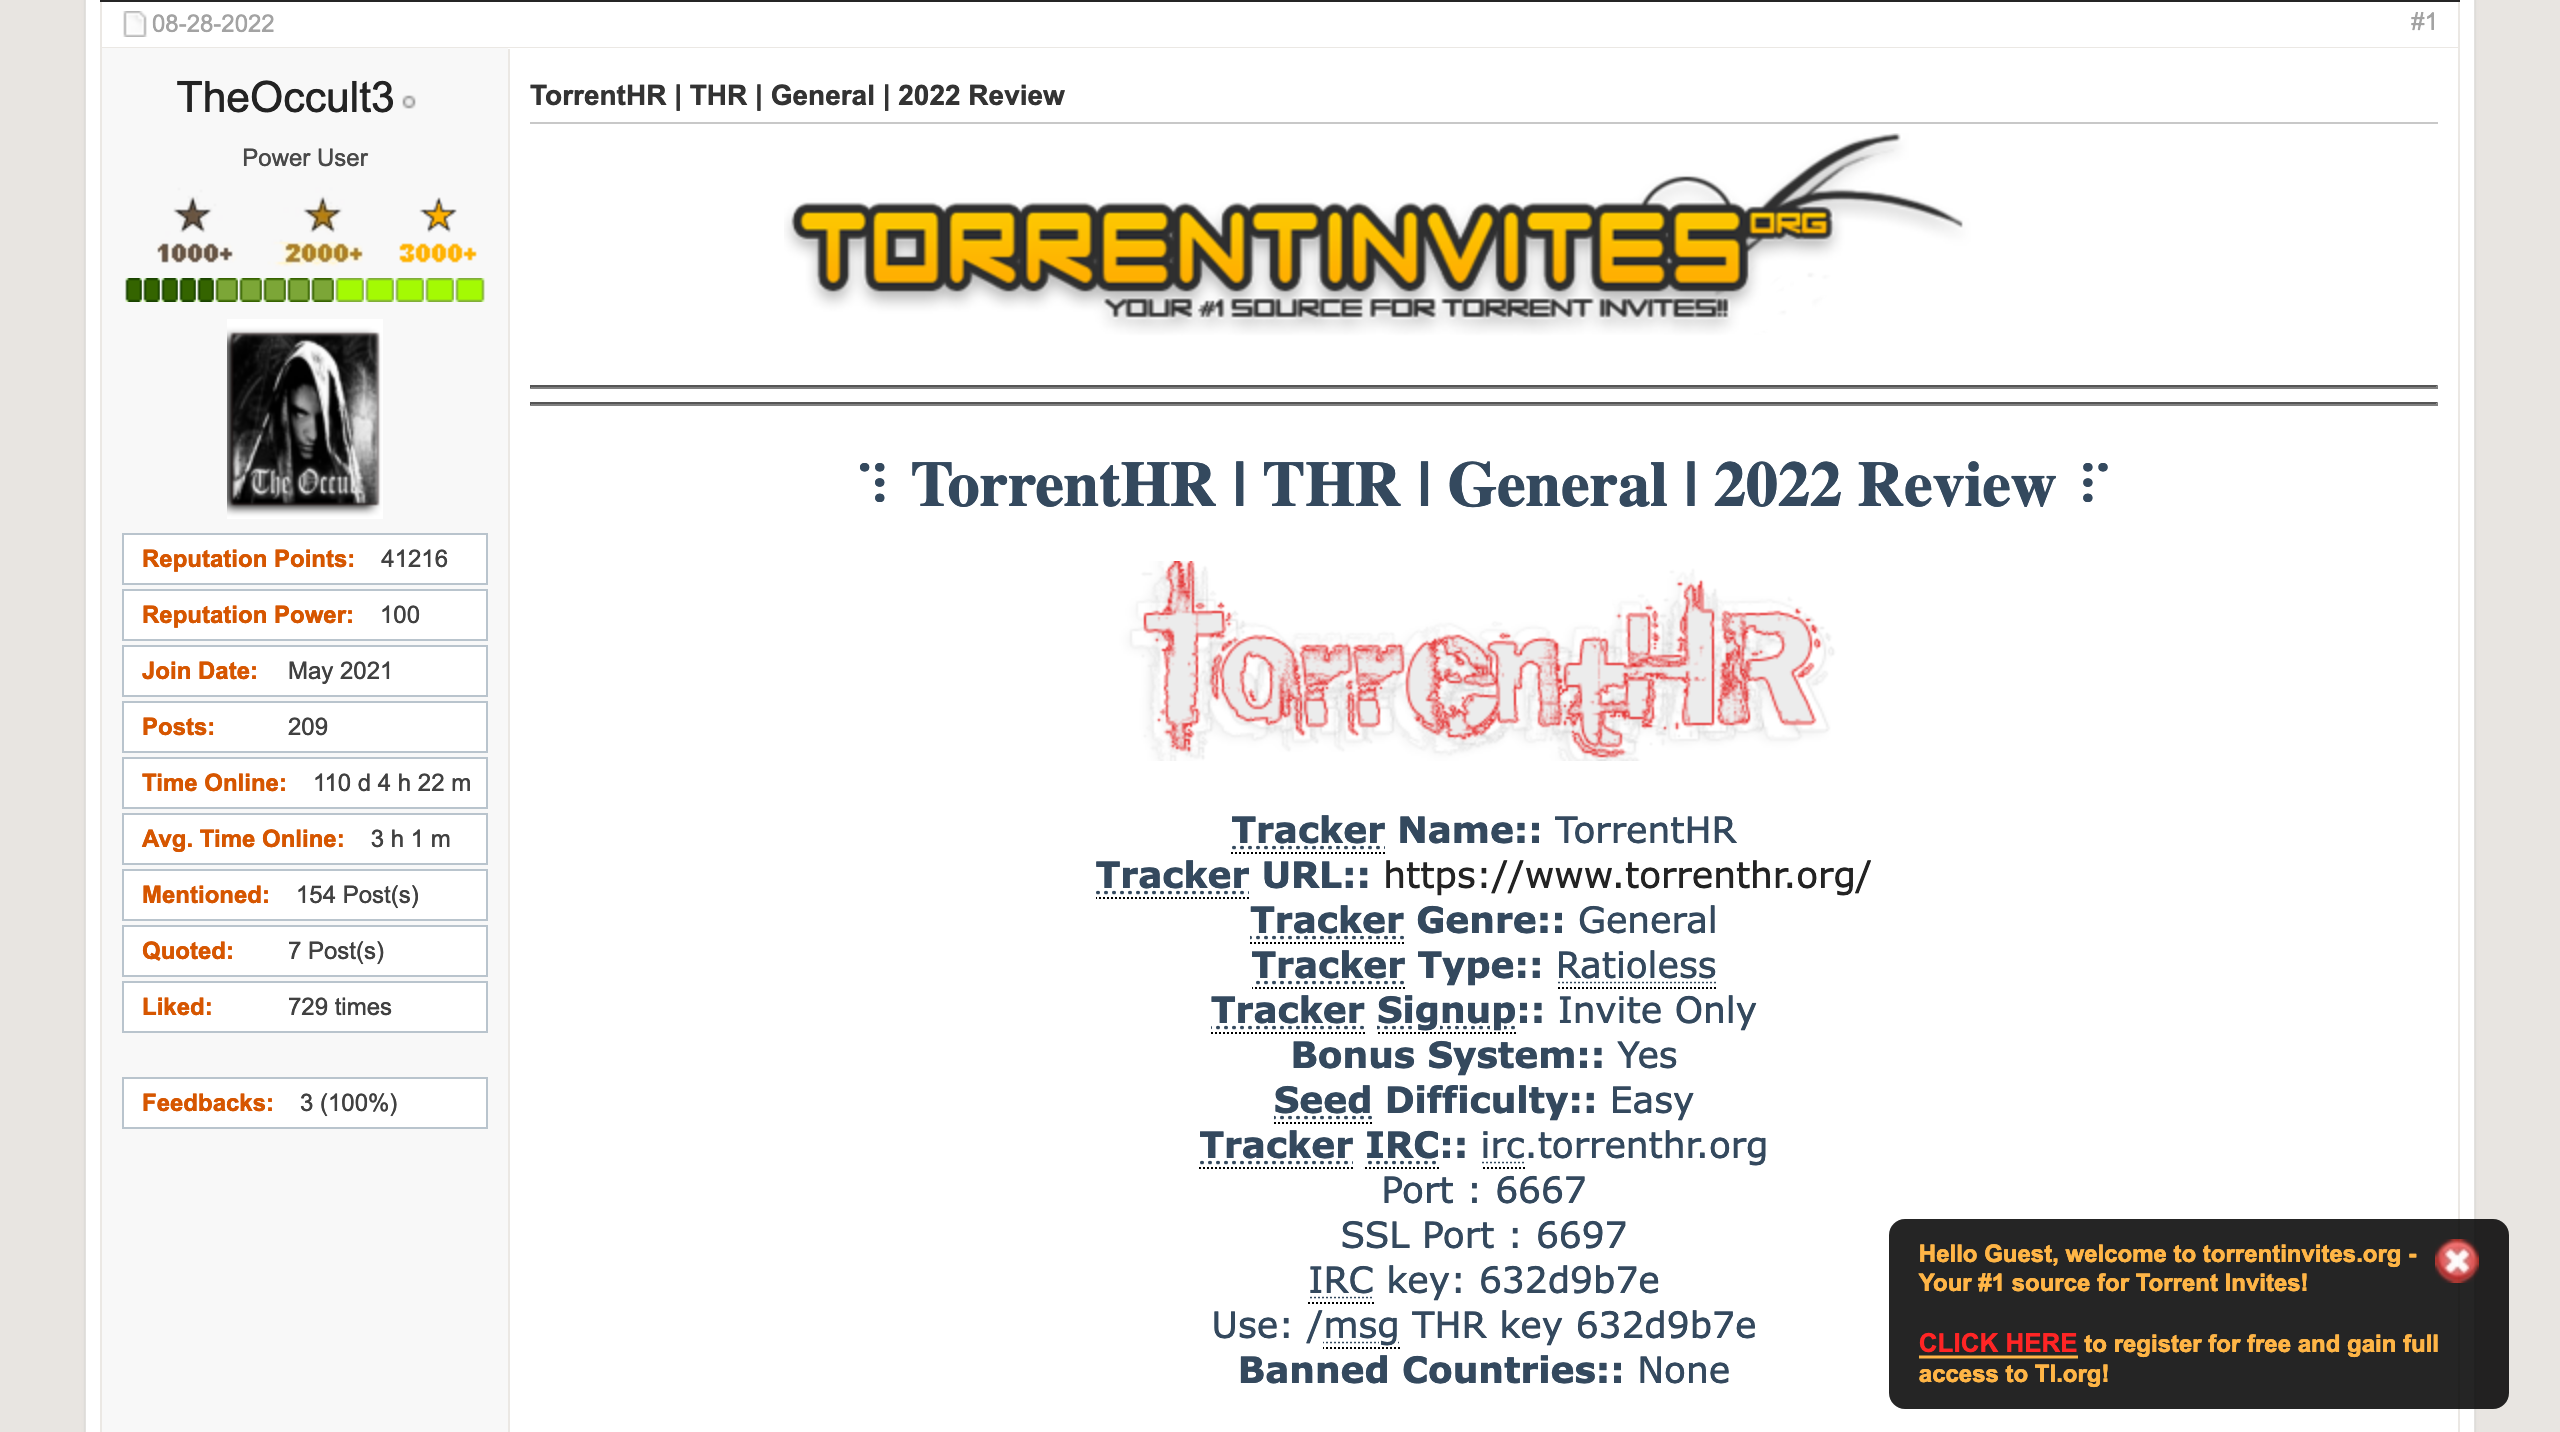 08-28-2022
#1
TheOccult3
Power User
1000+ 2000+ 3000+
The Occult
Reputation Points: 41216
Reputation Power: 100
Join Date: May 2021
Posts: 209
Time Online: 110 d 4 h 22 m
Avg. Time Online: 3 h 1 m
Mentioned: 154 Post(s)
Quoted: 7 Post(s)
Liked: 729 times
Feedbacks: 3 (100%)
TorrentHR | THR | General | 2022 Review
TORRENTINVITES ORG
YOUR #1 SOURCE FOR TORRENT INVITES!!
⠙⠇TorrentHR | THR | General | 2022 Review ⠏⠁
TorrentHR
Tracker Name:: TorrentHR
Tracker URL:: https://www.torrenthr.org/
Tracker Genre:: General
Tracker Type:: Ratioless
Tracker Signup:: Invite Only
Bonus System:: Yes
Seed Difficulty:: Easy
Tracker IRC:: irc.torrenthr.org
Port : 6667
SSL Port : 6697
IRC key: 632d9b7e
Use: /msg THR key 632d9b7e
Banned Countries:: None
Hello Guest, welcome to torrentinvites.org -
Your #1 source for Torrent Invites!
CLICK HERE to register for free and gain full
access to TI.org!